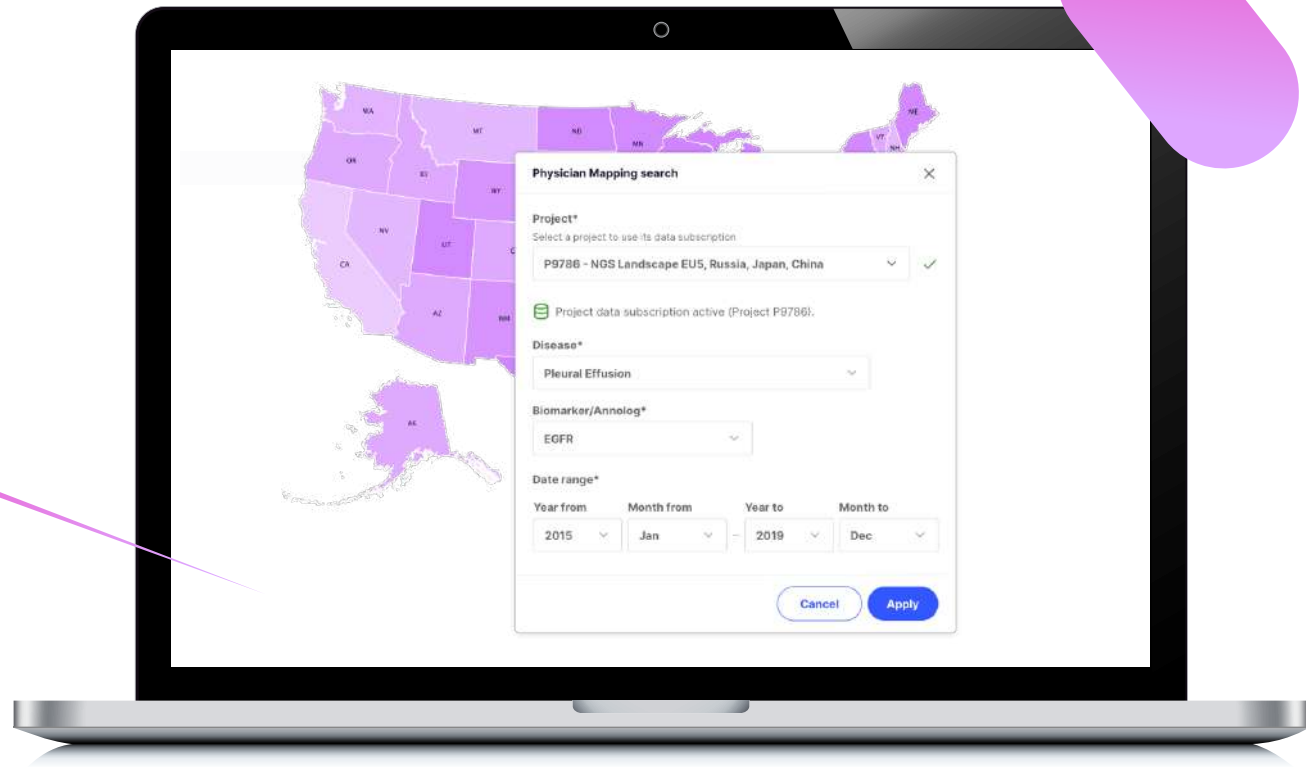 WA
MT
ND
MN
ME
VT
NH
OR
ID
WY
NV
UT
C
CA
AZ
NM
AK
Physician Mapping search
Project*
Select a project to use its data subscription
P9786 - NGS Landscape EU5, Russia, Japan, China
Project data subscription active (Project P9786).
Disease*
Pleural Effusion
Biomarker/Annolog*
EGFR
Date range*
Year from Month from Year to Month to
2015 Jan – 2019 Dec
Cancel Apply